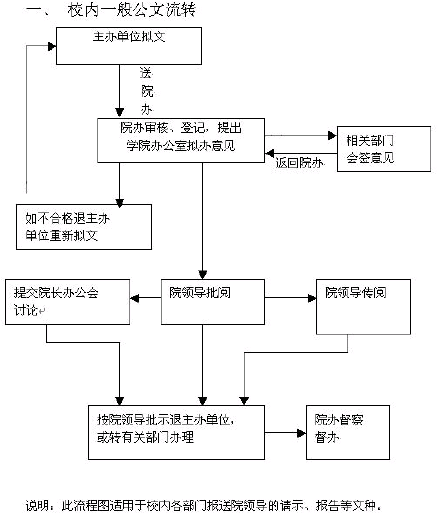 一、 校内一般公文流转
主办单位拟文
送
院
办
院办审核、登记，提出
学院办公室拟办意见
相关部门
会签意见
返回院办
如不合格退主办
单位重新拟文
提交院长办公会
讨论
院领导批阅
院领导传阅
按院领导批示退主办单位，
或转有关部门办理
院办督察
督办
说明：此流程图适用于校内各部门报送院领导的请示、报告等文种。